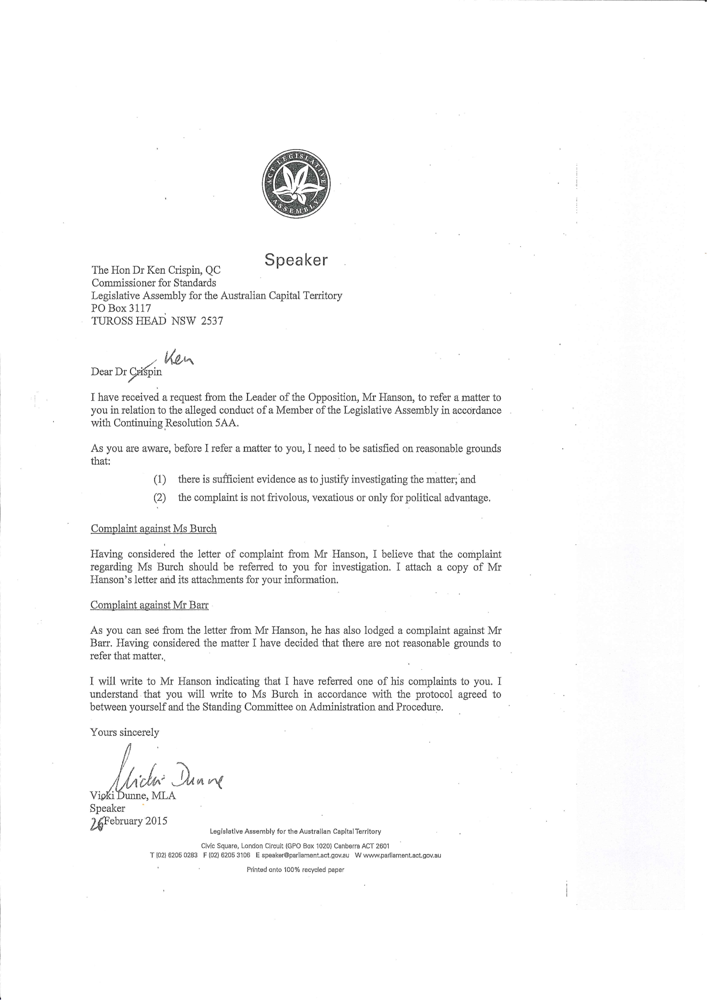 ACT LEGISLATIVE ASSEMBLY
Speaker
The Hon Dr Ken Crispin, QC
Commissioner for Standards
Legislative Assembly for the Australian Capital Territory
PO Box 3117
TUROSS HEAD NSW 2537
Ken
Dear Dr Crispin
I have received a request from the Leader of the Opposition, Mr Hanson, to refer a matter to
you in relation to the alleged conduct of a Member of the Legislative Assembly in accordance
with Continuing Resolution 5AA.
As you are aware, before I refer a matter to you, I need to be satisfied on reasonable grounds
that:
(1) there is sufficient evidence as to justify investigating the matter; and
(2) the complaint is not frivolous, vexatious or only for political advantage.
Complaint against Ms Burch
Having considered the letter of complaint from Mr Hanson, I believe that the complaint
regarding Ms Burch should be referred to you for investigation. I attach a copy of Mr
Hanson's letter and its attachments for your information.
Complaint against Mr Barr
As you can see from the letter from Mr Hanson, he has also lodged a complaint against Mr
Barr. Having considered the matter I have decided that there are not reasonable grounds to
refer that matter.
I will write to Mr Hanson indicating that I have referred one of his complaints to you. I
understand that you will write to Ms Burch in accordance with the protocol agreed to
between yourself and the Standing Committee on Administration and Procedure.
Yours sincerely
Vicki Dunne
Vicki Dunne, MLA
Speaker
26 February 2015
Legislative Assembly for the Australian Capital Territory
Civic Square, London Circuit (GPO Box 1020) Canberra ACT 2601
T (02) 6205 0283 F (02) 6205 3106 E speaker@parliament.act.gov.au W www.parliament.act.gov.au
Printed onto 100% recycled paper